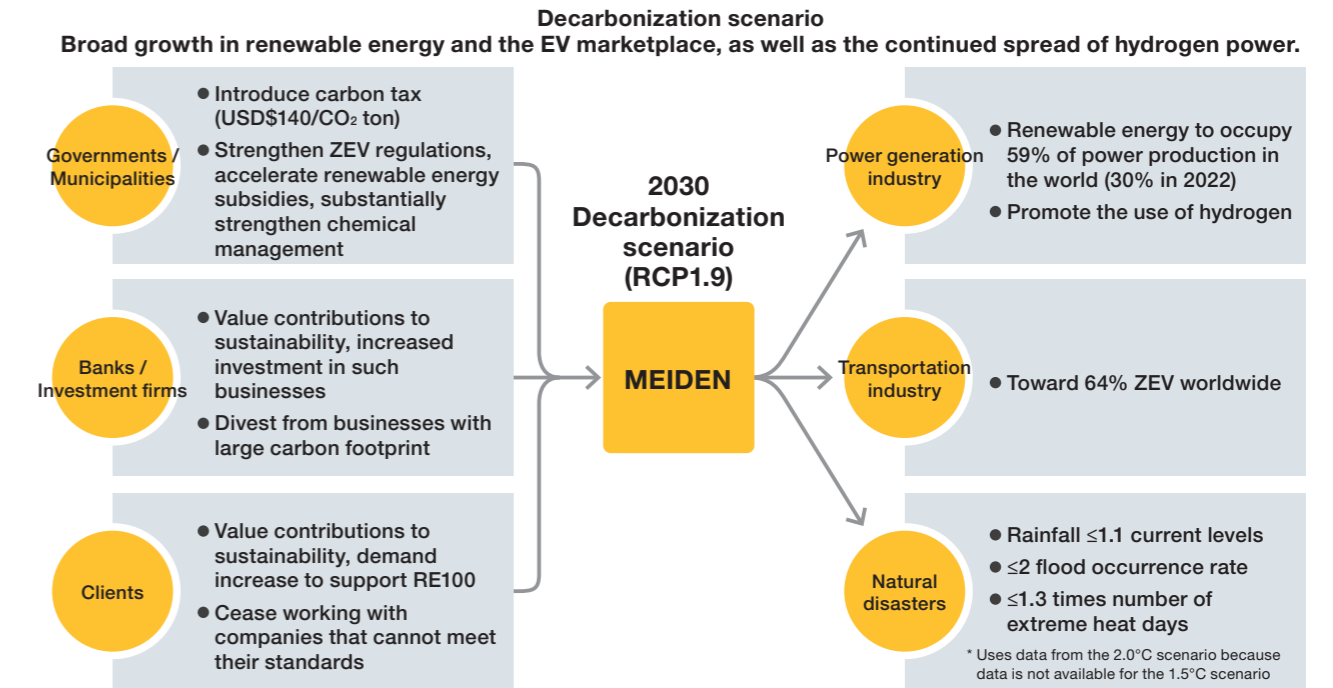 Decarbonization scenario
Broad growth in renewable energy and the EV marketplace, as well as the continued spread of hydrogen power.
Governments /
Municipalities
● Introduce carbon tax
(USD$140/CO₂ ton)
● Strengthen ZEV regulations,
accelerate renewable energy
subsidies, substantially
strengthen chemical
management
Banks /
Investment firms
● Value contributions to
sustainability, increased
investment in such
businesses
● Divest from businesses with
large carbon footprint
Clients
● Value contributions to
sustainability, demand
increase to support RE100
● Cease working with
companies that cannot meet
their standards
2030
Decarbonization
scenario
(RCP1.9)
MEIDEN
Power generation
industry
● Renewable energy to occupy
59% of power production in
the world (30% in 2022)
● Promote the use of hydrogen
Transportation
industry
● Toward 64% ZEV worldwide
Natural
disasters
● Rainfall ≤1.1 current levels
● ≤2 flood occurrence rate
● ≤1.3 times number of
extreme heat days
* Uses data from the 2.0°C scenario because
data is not available for the 1.5°C scenario